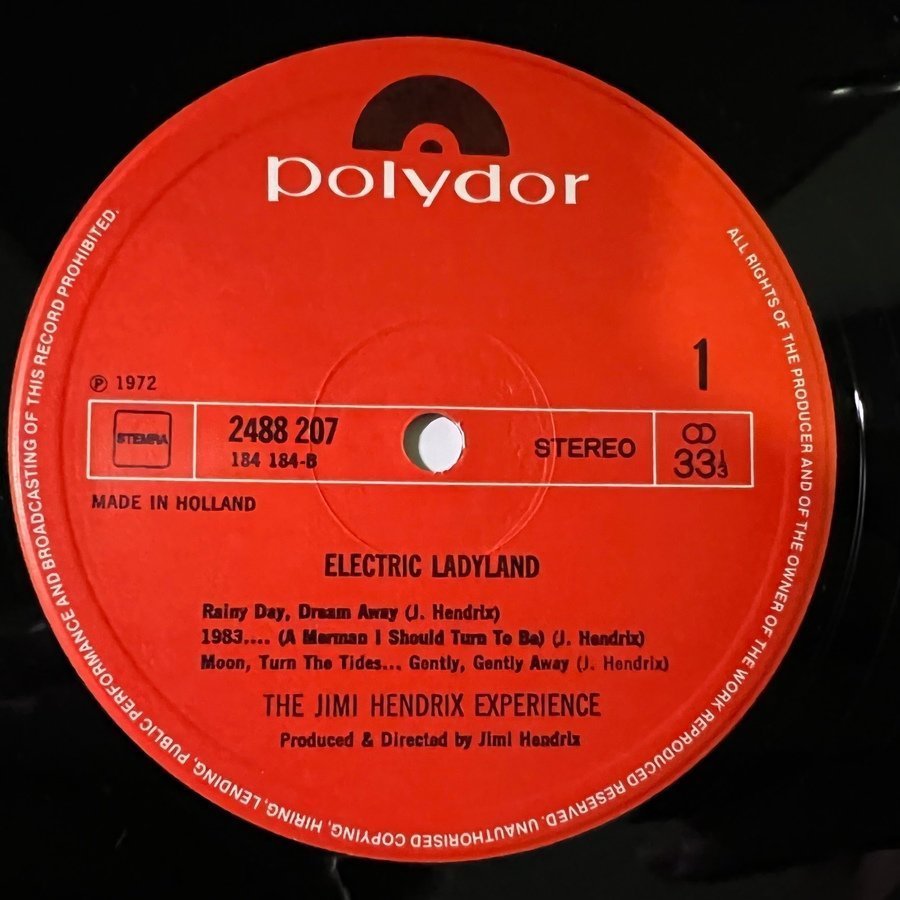 polydor
ALL RIGHTS OF THE PRODUCER AND OF THE OWNER OF THE WORK REPRODUCED RESERVED. UNAUTHORISED COPYING, HIRING, LENDING, PUBLIC PERFORMANCE AND BROADCASTING OF THIS RECORD PROHIBITED.
1
℗ 1972
STEMRA
2488 207
184 184-B
STEREO
33⅓
MADE IN HOLLAND
ELECTRIC LADYLAND
Rainy Day, Dream Away (J. Hendrix)
1983.... (A Merman I Should Turn To Be) (J. Hendrix)
Moon, Turn The Tides... Gently, Gently Away (J. Hendrix)
THE JIMI HENDRIX EXPERIENCE
Produced & Directed by Jimi Hendrix